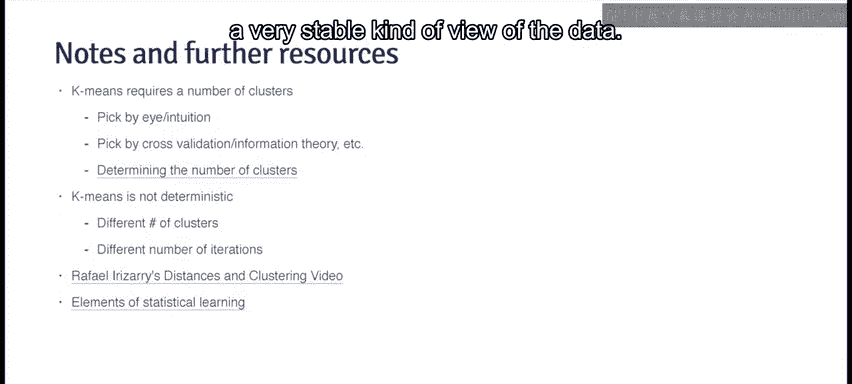 a very stable kind of view of the data.
Notes and further resources
K-means requires a number of clusters
Pick by eye/intuition
Pick by cross validation/information theory, etc.
Determining the number of clusters
K-means is not deterministic
Different # of clusters
Different number of iterations
Rafael Irizarry's Distances and Clustering Video
Elements of statistical learning